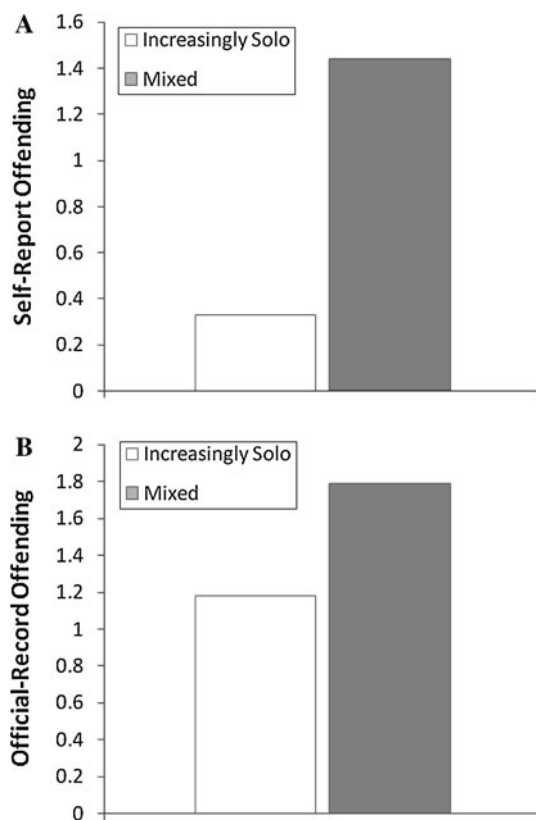 A
Increasingly Solo
Mixed
Self-Report Offending
1.6
1.4
1.2
1
0.8
0.6
0.4
0.2
0
B
Increasingly Solo
Mixed
Official-Record Offending
2
1.8
1.6
1.4
1.2
1
0.8
0.6
0.4
0.2
0